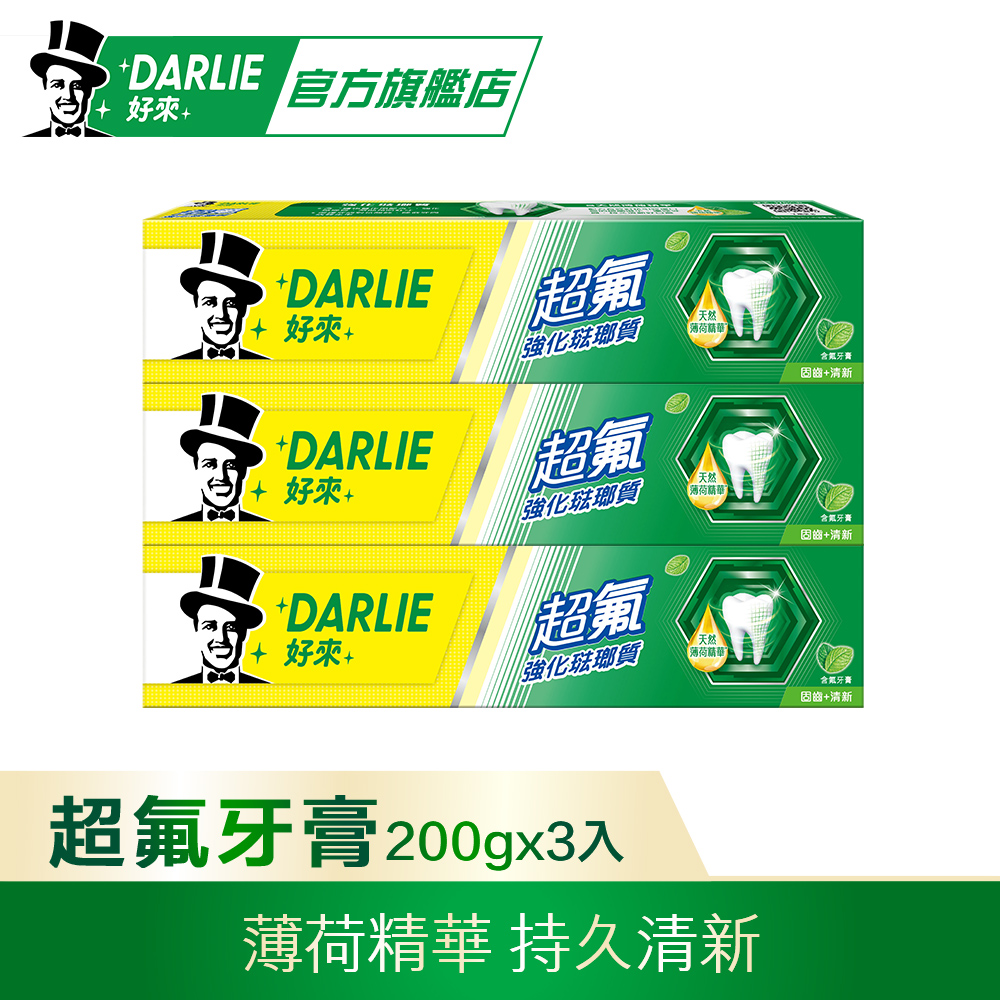 DARLIE
好來
官方旗艦店
強化琺瑯質
DARLIE
好來
超氟
強化琺瑯質
天然
薄荷精華
含氟牙膏
固齒+清新
DARLIE
好來
超氟
強化琺瑯質
天然
薄荷精華
含氟牙膏
固齒+清新
DARLIE
好來
超氟
強化琺瑯質
天然
薄荷精華
含氟牙膏
固齒+清新
超氟牙膏200gx3入
薄荷精華 持久清新